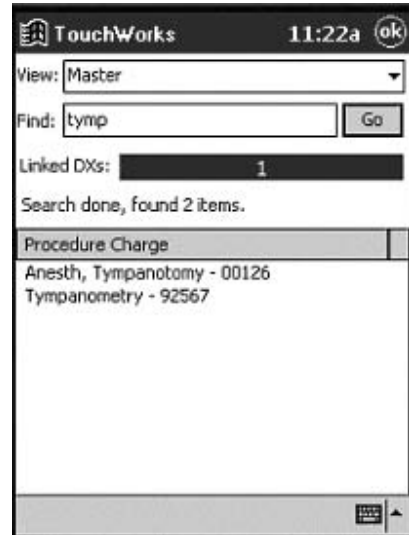 TouchWorks 11:22a ok
View: Master
Find: tymp Go
Linked DXs: 1
Search done, found 2 items.
Procedure Charge
Anesth, Tympanotomy - 00126
Tympanometry - 92567